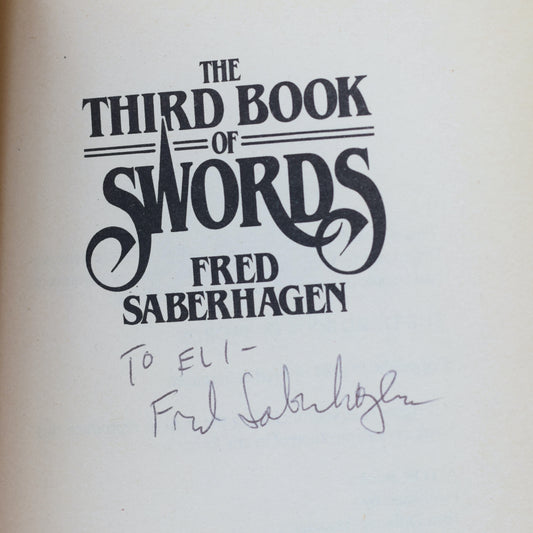 THE
THIRD BOOK
OF
SWORDS
FRED
SABERHAGEN
TO ELI-
Fred Saberhagen